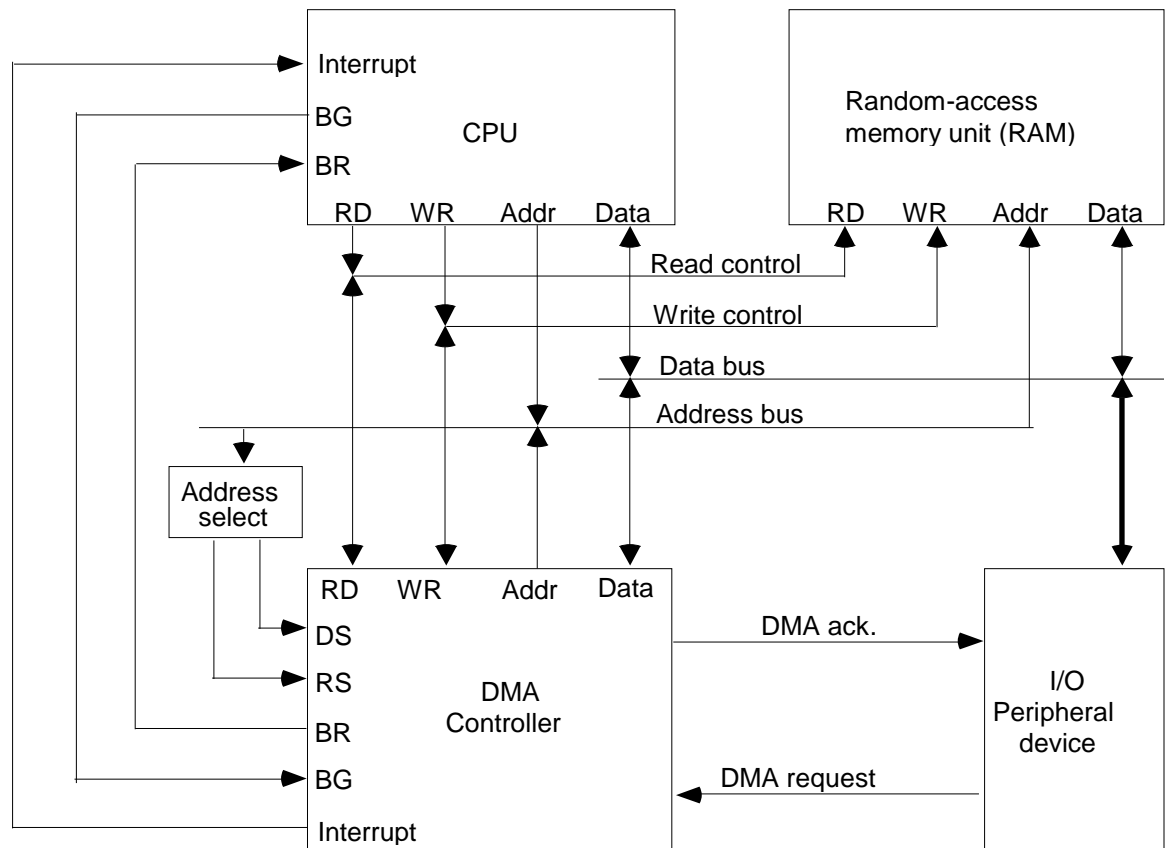 Interrupt
BG
CPU
BR
RD WR Addr Data
Random-access
memory unit (RAM)
RD WR Addr Data
Read control
Write control
Data bus
Address bus
Address
select
RD WR Addr Data
DS
RS
BR
BG
Interrupt
DMA
Controller
DMA ack.
DMA request
I/O
Peripheral
device